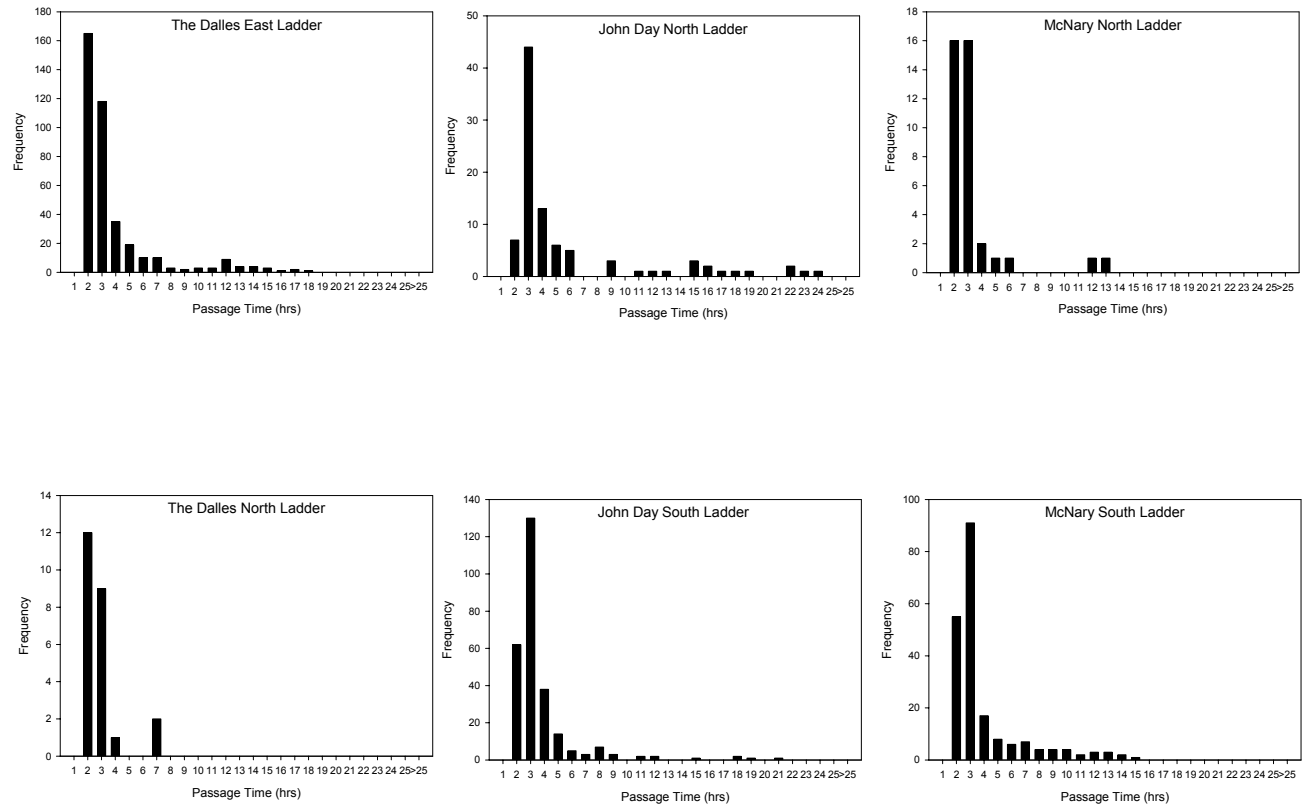 The Dalles East Ladder
180
160
140
120
100
80
60
40
20
0
Frequency
1 2 3 4 5 6 7 8 9 10 11 12 13 14 15 16 17 18 19 20 21 22 23 24 25>25
Passage Time (hrs)
John Day North Ladder
50
40
30
20
10
0
Frequency
1 2 3 4 5 6 7 8 9 10 11 12 13 14 15 16 17 18 19 20 21 22 23 24 25>25
Passage Time (hrs)
McNary North Ladder
18
16
14
12
10
8
6
4
2
0
Frequency
1 2 3 4 5 6 7 8 9 10 11 12 13 14 15 16 17 18 19 20 21 22 23 24 25>25
Passage Time (hrs)
The Dalles North Ladder
14
12
10
8
6
4
2
0
Frequency
1 2 3 4 5 6 7 8 9 10 11 12 13 14 15 16 17 18 19 20 21 22 23 24 25>25
Passage Time (hrs)
John Day South Ladder
140
120
100
80
60
40
20
0
Frequency
1 2 3 4 5 6 7 8 9 10 11 12 13 14 15 16 17 18 19 20 21 22 23 24 25>25
Passage Time (hrs)
McNary South Ladder
100
80
60
40
20
0
Frequency
1 2 3 4 5 6 7 8 9 10 11 12 13 14 15 16 17 18 19 20 21 22 23 24 25>25
Passage Time (hrs)